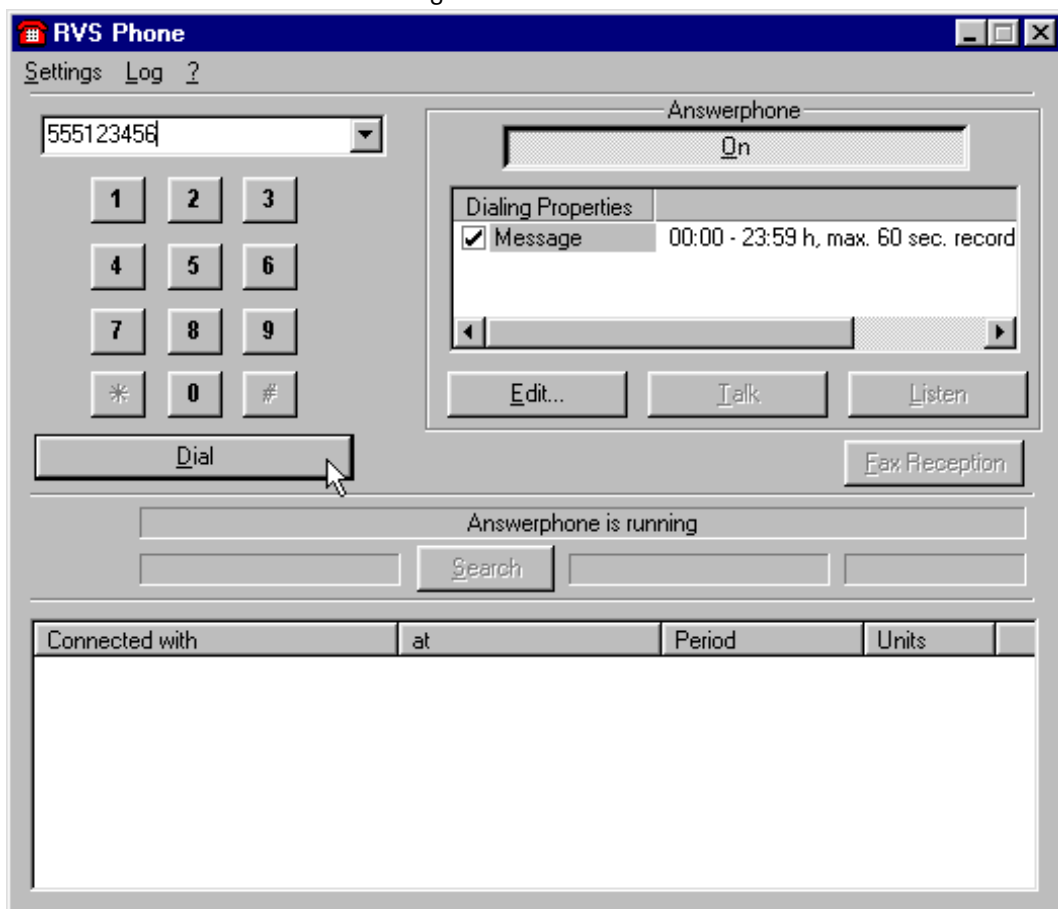 RVS Phone
Settings Log ?
555123456
1 2 3
4 5 6
7 8 9
* 0 #
Dial
Answerphone
On
Dialing Properties
Message 00:00 - 23:59 h, max. 60 sec. record
Edit... Talk Listen
Fax Reception
Answerphone is running
Search
Connected with at Period Units